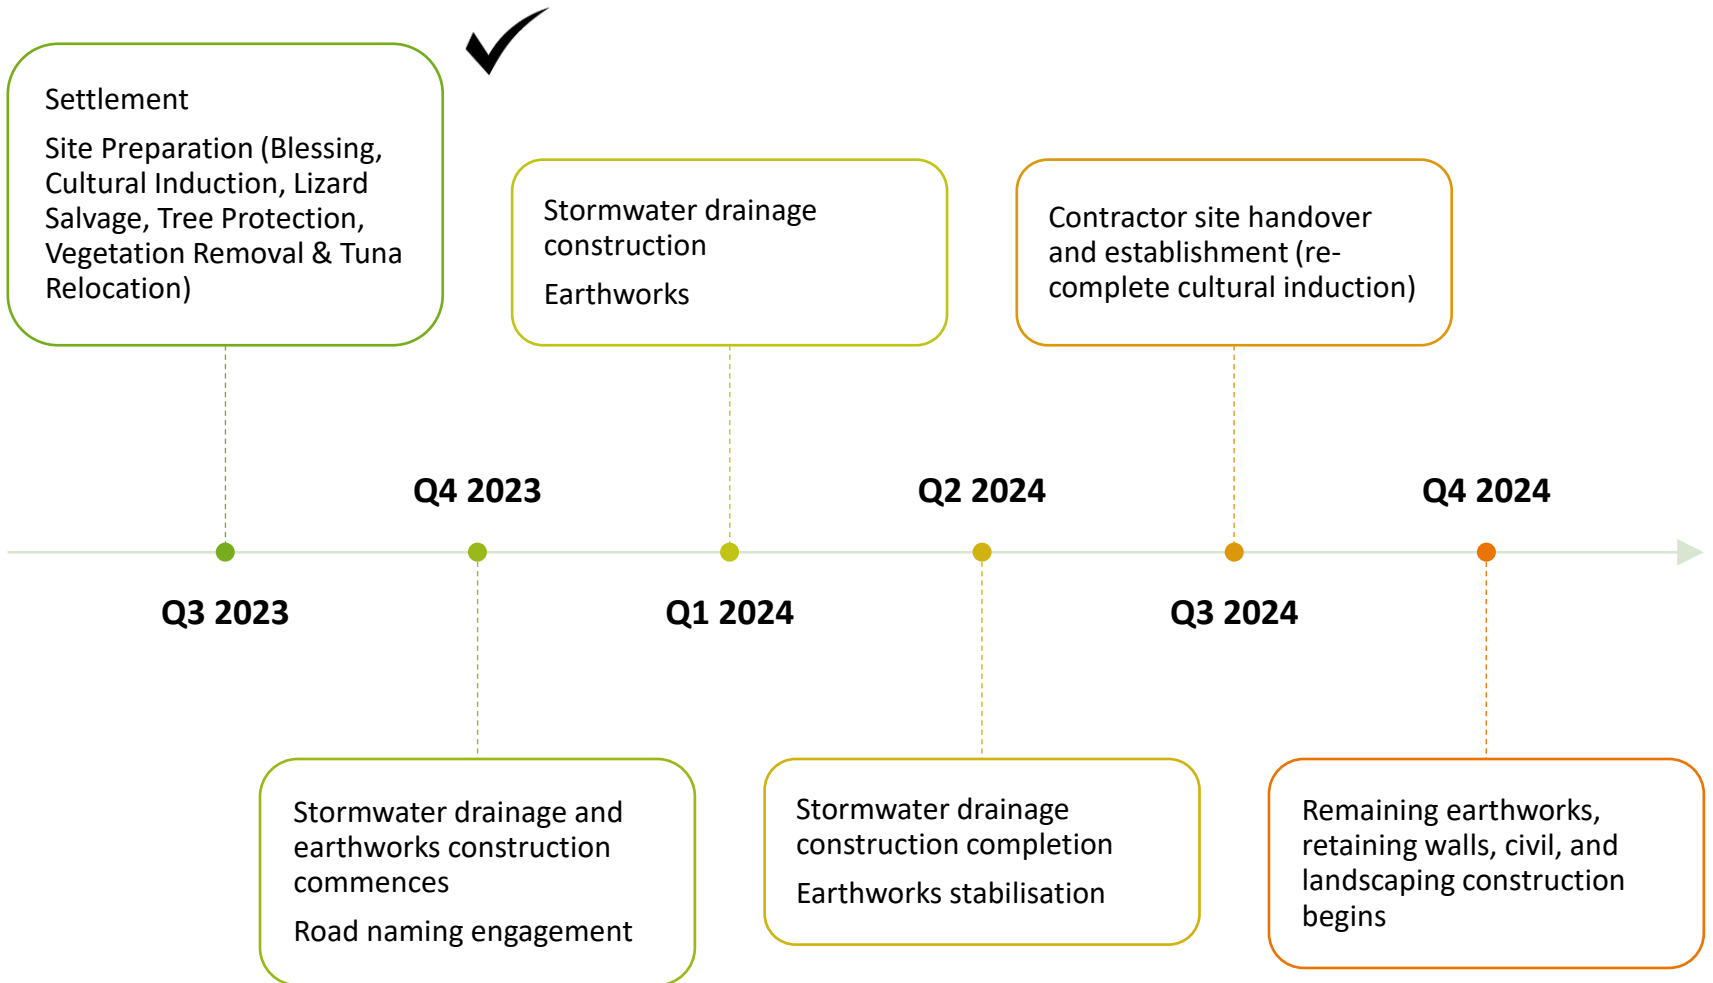 Settlement
Site Preparation (Blessing,
Cultural Induction, Lizard
Salvage, Tree Protection,
Vegetation Removal & Tuna
Relocation)
Stormwater drainage
construction
Earthworks
Contractor site handover
and establishment (re-
complete cultural induction)
Q4 2023
Q2 2024
Q4 2024
Q3 2023
Q1 2024
Q3 2024
Stormwater drainage and
earthworks construction
commences
Road naming engagement
Stormwater drainage
construction completion
Earthworks stabilisation
Remaining earthworks,
retaining walls, civil, and
landscaping construction
begins